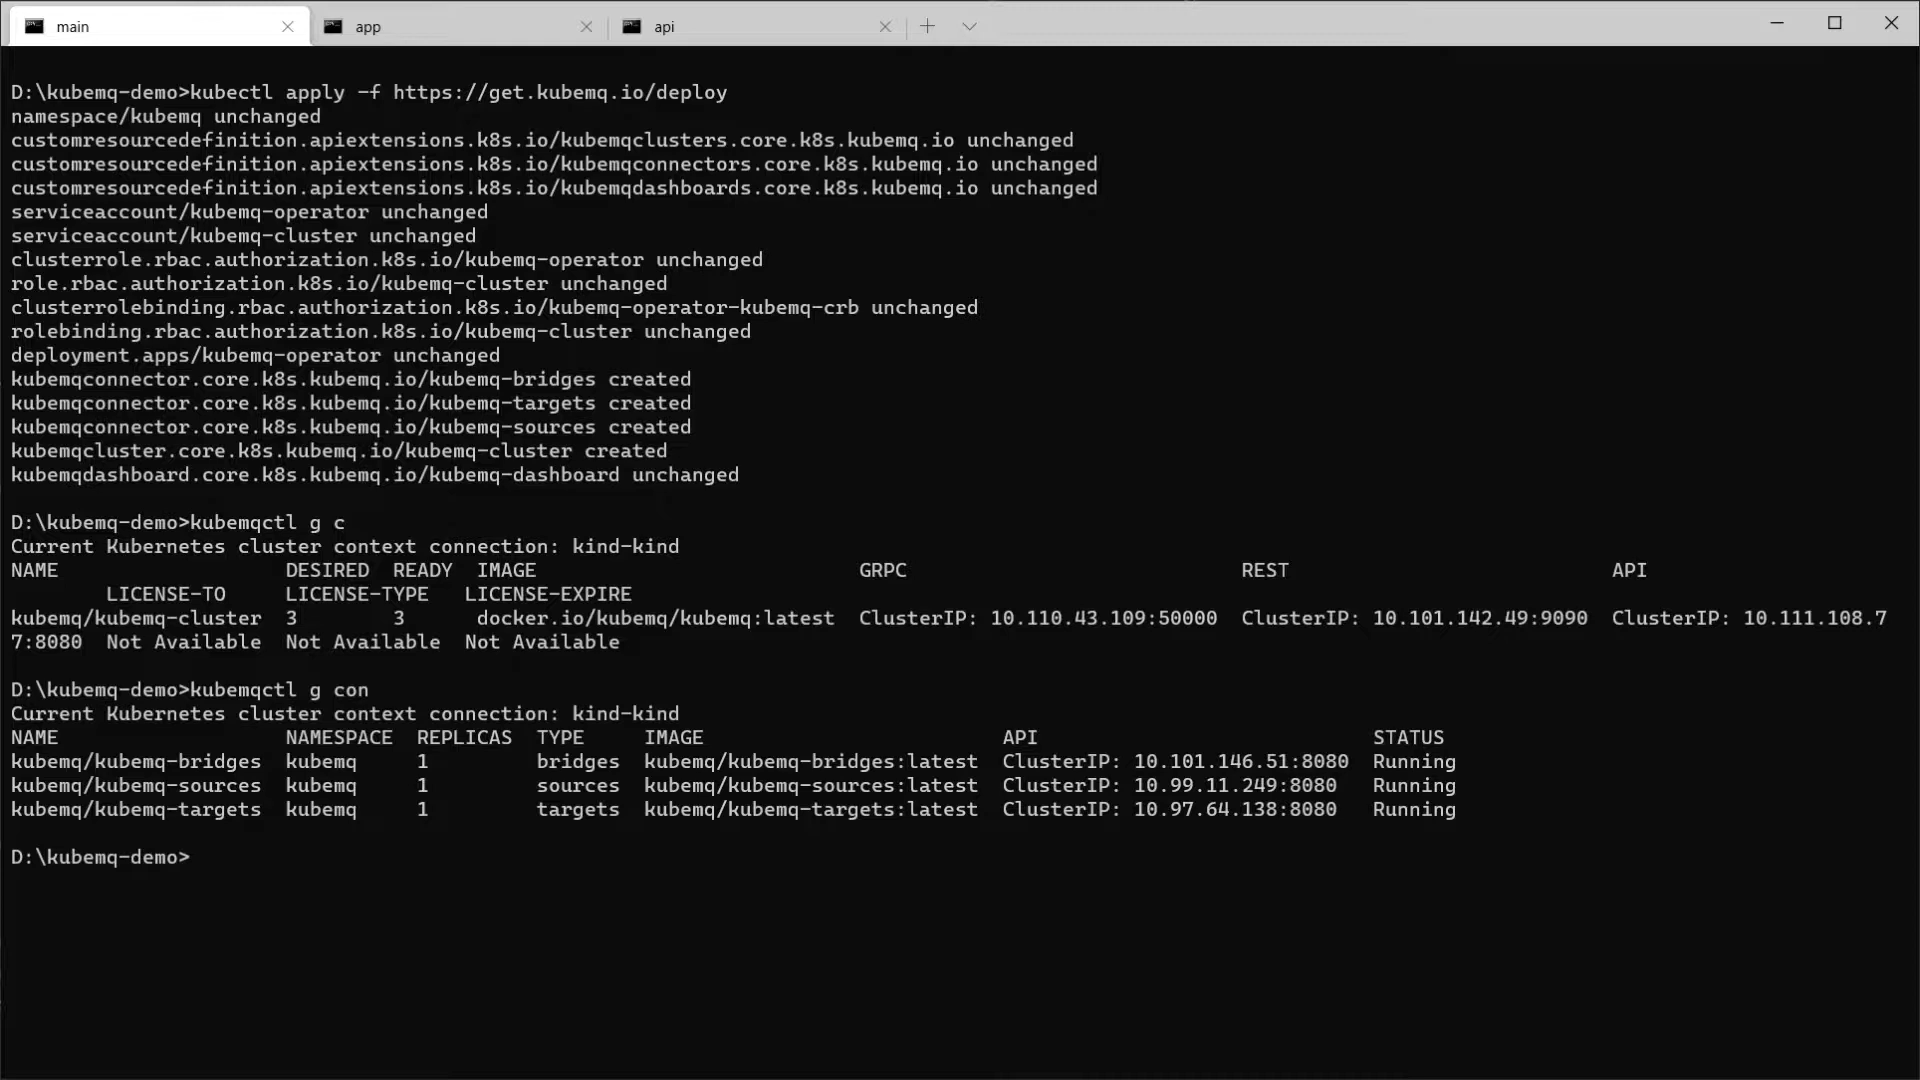 main
app
api
D:\kubemq-demo>kubectl apply -f https://get.kubemq.io/deploy
namespace/kubemq unchanged
customresourcedefinition.apiextensions.k8s.io/kubemqclusters.core.k8s.kubemq.io unchanged
customresourcedefinition.apiextensions.k8s.io/kubemqconnectors.core.k8s.kubemq.io unchanged
customresourcedefinition.apiextensions.k8s.io/kubemqdashboards.core.k8s.kubemq.io unchanged
serviceaccount/kubemq-operator unchanged
serviceaccount/kubemq-cluster unchanged
clusterrole.rbac.authorization.k8s.io/kubemq-operator unchanged
role.rbac.authorization.k8s.io/kubemq-cluster unchanged
clusterrolebinding.rbac.authorization.k8s.io/kubemq-operator-kubemq-crb unchanged
rolebinding.rbac.authorization.k8s.io/kubemq-cluster unchanged
deployment.apps/kubemq-operator unchanged
kubemqconnector.core.k8s.kubemq.io/kubemq-bridges created
kubemqconnector.core.k8s.kubemq.io/kubemq-targets created
kubemqconnector.core.k8s.kubemq.io/kubemq-sources created
kubemqcluster.core.k8s.kubemq.io/kubemq-cluster created
kubemqdashboard.core.k8s.kubemq.io/kubemq-dashboard unchanged
D:\kubemq-demo>kubemqctl g c
Current Kubernetes cluster context connection: kind-kind
NAME DESIRED READY IMAGE GRPC REST API
LICENSE-TO LICENSE-TYPE LICENSE-EXPIRE
kubemq/kubemq-cluster 3 3 docker.io/kubemq/kubemq:latest ClusterIP: 10.110.43.109:50000 ClusterIP: 10.101.142.49:9090 ClusterIP: 10.111.108.7
7:8080 Not Available Not Available Not Available
D:\kubemq-demo>kubemqctl g con
Current Kubernetes cluster context connection: kind-kind
NAME NAMESPACE REPLICAS TYPE IMAGE API STATUS
kubemq/kubemq-bridges kubemq 1 bridges kubemq/kubemq-bridges:latest ClusterIP: 10.101.146.51:8080 Running
kubemq/kubemq-sources kubemq 1 sources kubemq/kubemq-sources:latest ClusterIP: 10.99.11.249:8080 Running
kubemq/kubemq-targets kubemq 1 targets kubemq/kubemq-targets:latest ClusterIP: 10.97.64.138:8080 Running
D:\kubemq-demo>